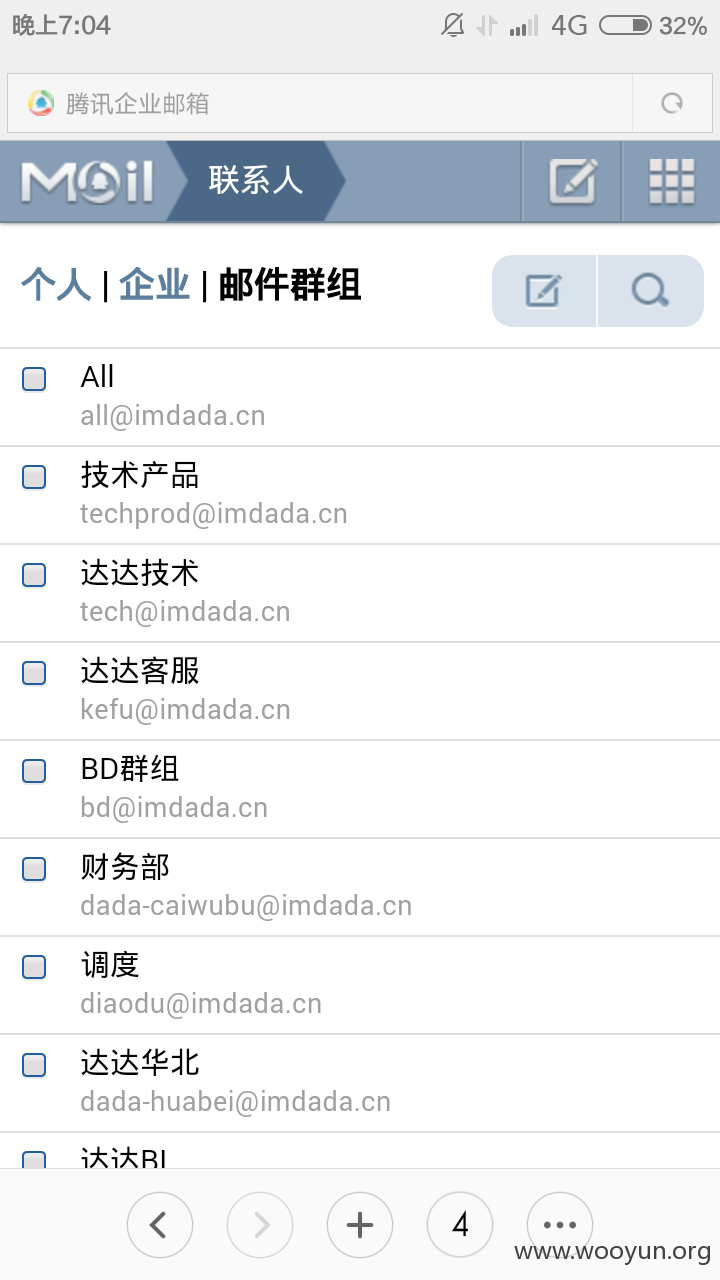 晚上7:04 4G 32%
腾讯企业邮箱
Mail 联系人
个人 | 企业 | 邮件群组
All
all@imdada.cn
技术产品
techprod@imdada.cn
达达技术
tech@imdada.cn
达达客服
kefu@imdada.cn
BD群组
bd@imdada.cn
财务部
dada-caiwubu@imdada.cn
调度
diaodu@imdada.cn
达达华北
dada-huabei@imdada.cn
达达BI
4
www.wooyun.org